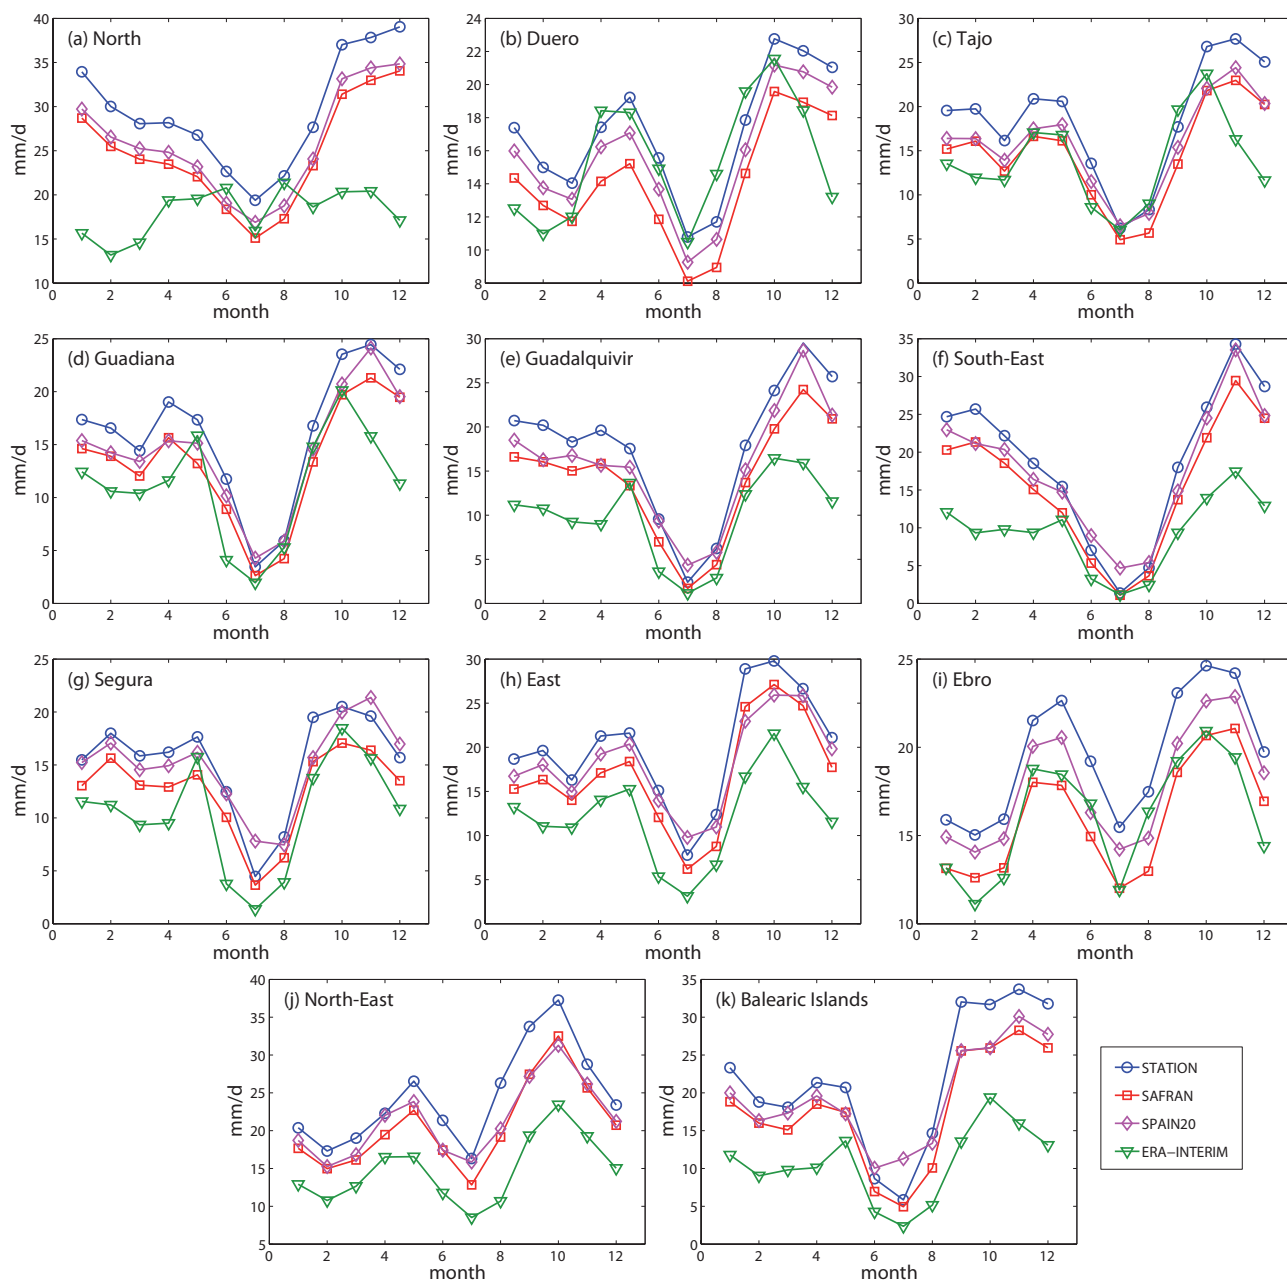 (a) North
mm/d
40
35
30
25
20
15
10
0 2 4 6 8 10 12
month
(b) Duero
mm/d
24
22
20
18
16
14
12
10
8
0 2 4 6 8 10 12
month
(c) Tajo
mm/d
30
25
20
15
10
5
0
0 2 4 6 8 10 12
month
(d) Guadiana
mm/d
25
20
15
10
5
0
0 2 4 6 8 10 12
month
(e) Guadalquivir
mm/d
30
25
20
15
10
5
0
0 2 4 6 8 10 12
month
(f) South-East
mm/d
35
30
25
20
15
10
5
0
0 2 4 6 8 10 12
month
(g) Segura
mm/d
25
20
15
10
5
0
0 2 4 6 8 10 12
month
(h) East
mm/d
30
25
20
15
10
5
0
0 2 4 6 8 10 12
month
(i) Ebro
mm/d
25
20
15
10
0 2 4 6 8 10 12
month
(j) North-East
mm/d
40
35
30
25
20
15
10
5
0 2 4 6 8 10 12
month
(k) Balearic Islands
mm/d
35
30
25
20
15
10
5
0
0 2 4 6 8 10 12
month
STATION
SAFRAN
SPAIN20
ERA−INTERIM